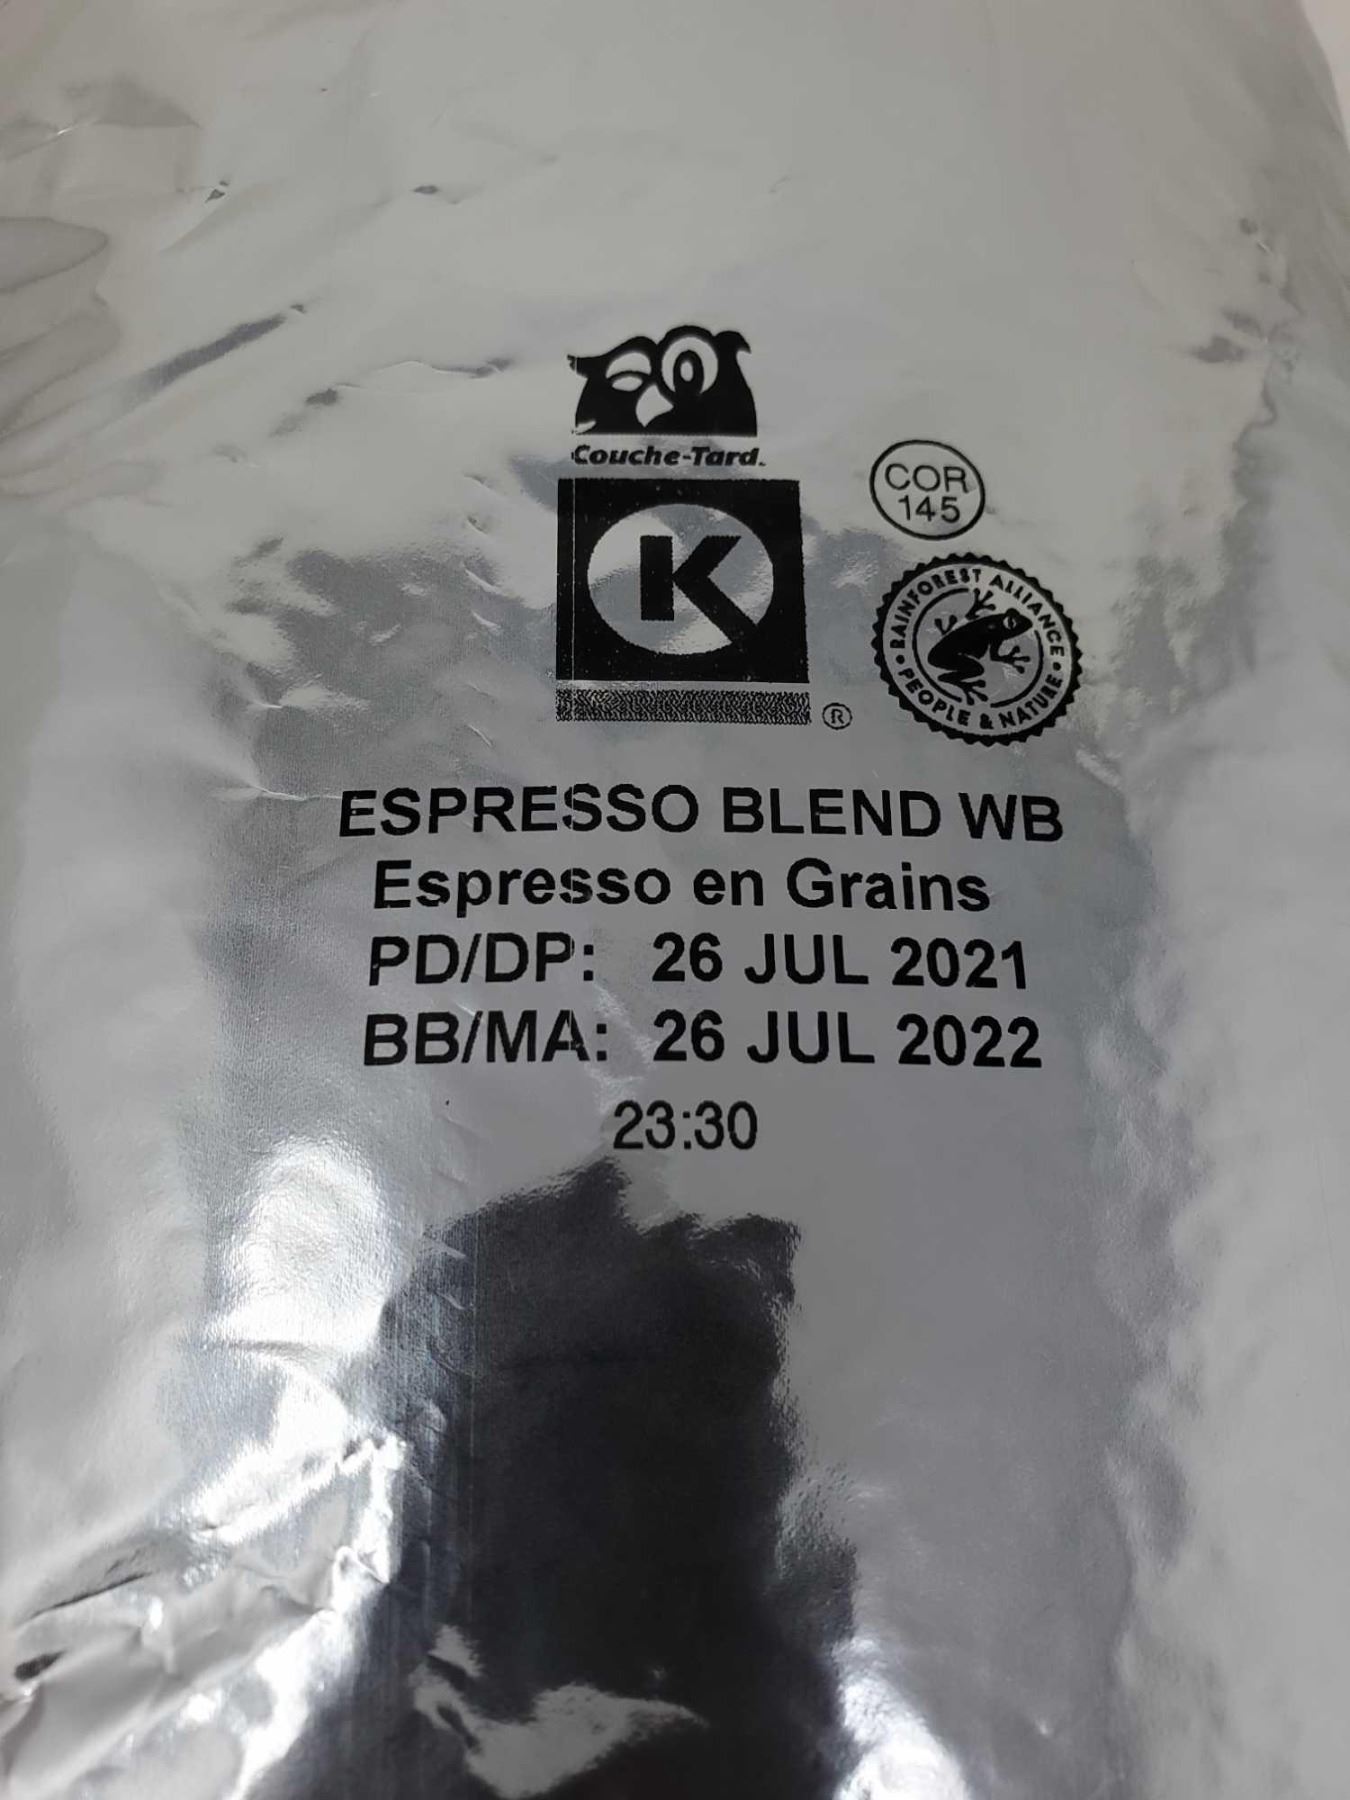 Couche-Tard.
K
®
COR
145
RAINFOREST ALLIANCE
PEOPLE & NATURE
ESPRESSO BLEND WB
Espresso en Grains
PD/DP: 26 JUL 2021
BB/MA: 26 JUL 2022
23:30